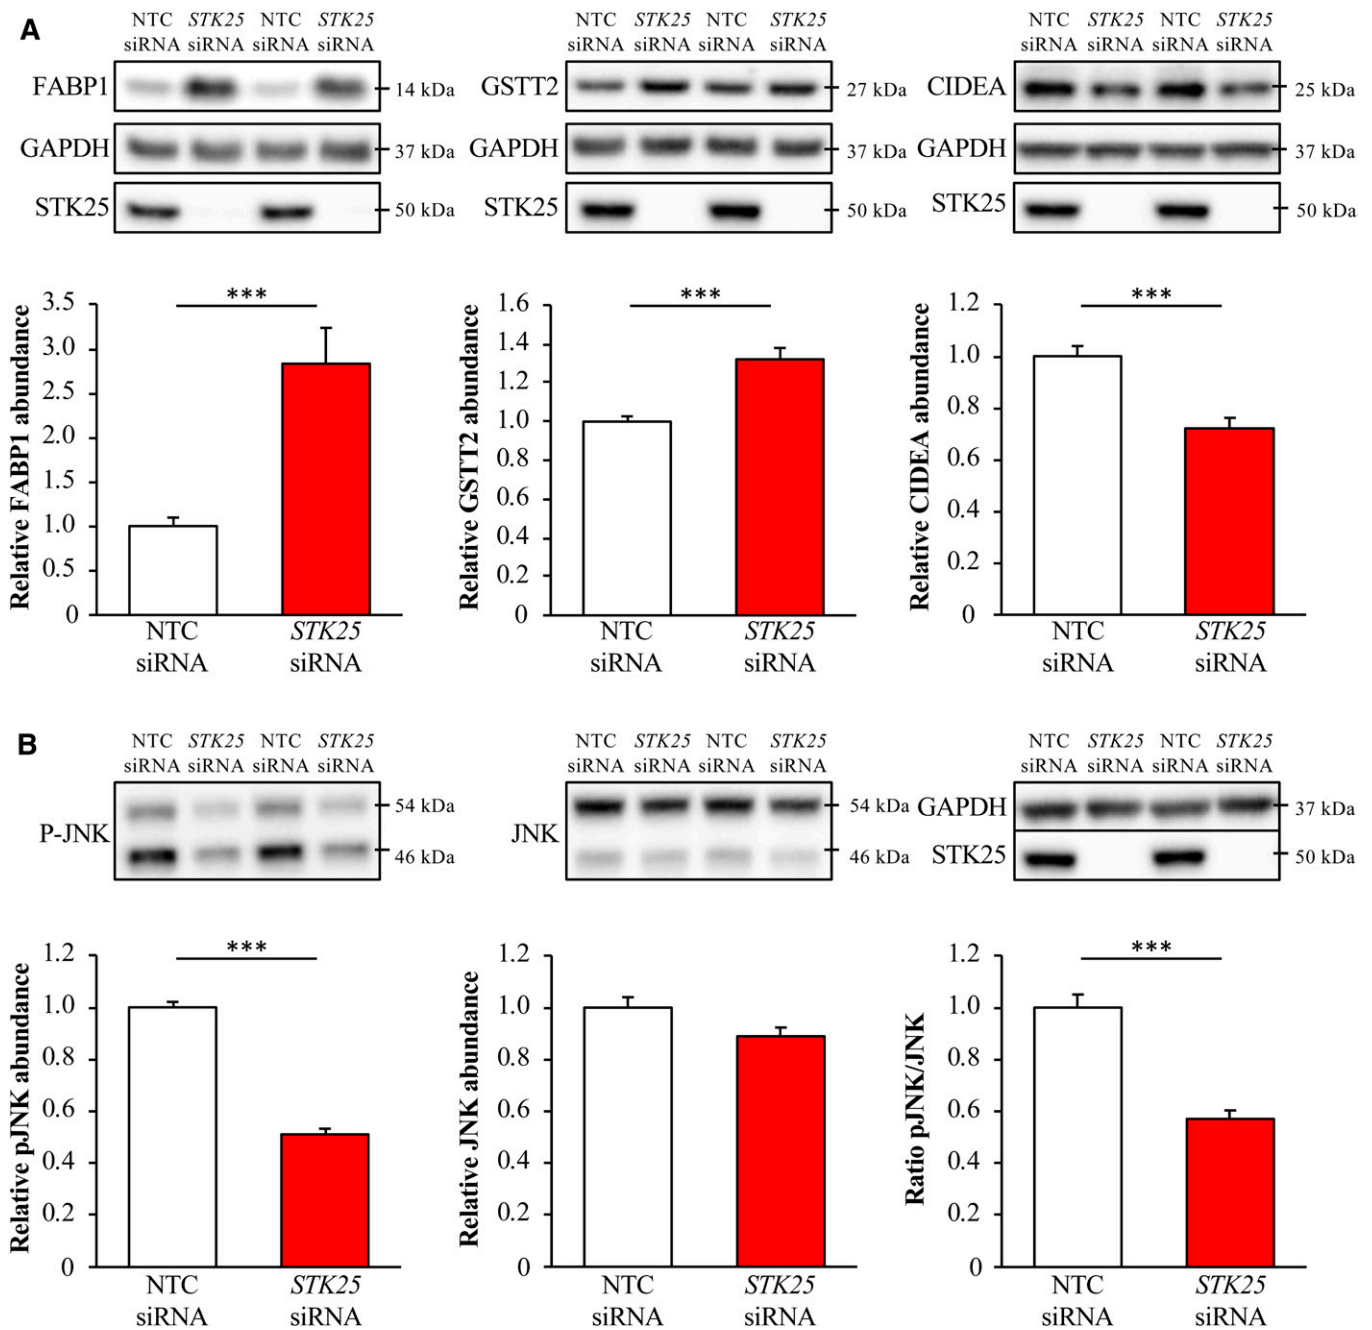 A
NTC STK25 NTC STK25
siRNA siRNA siRNA siRNA
FABP1 14 kDa
GAPDH 37 kDa
STK25 50 kDa
NTC STK25 NTC STK25
siRNA siRNA siRNA siRNA
GSTT2 27 kDa
GAPDH 37 kDa
STK25 50 kDa
NTC STK25 NTC STK25
siRNA siRNA siRNA siRNA
CIDEA 25 kDa
GAPDH 37 kDa
STK25 50 kDa
Relative FABP1 abundance
3.5
3.0
2.5
2.0
1.5
1.0
0.5
0
***
NTC STK25
siRNA siRNA
Relative GSTT2 abundance
1.6
1.4
1.2
1.0
0.8
0.6
0.4
0.2
0
***
NTC STK25
siRNA siRNA
Relative CIDEA abundance
1.2
1.0
0.8
0.6
0.4
0.2
0
***
NTC STK25
siRNA siRNA
B
NTC STK25 NTC STK25
siRNA siRNA siRNA siRNA
P-JNK
54 kDa
46 kDa
NTC STK25 NTC STK25
siRNA siRNA siRNA siRNA
JNK
54 kDa
46 kDa
NTC STK25 NTC STK25
siRNA siRNA siRNA siRNA
GAPDH 37 kDa
STK25 50 kDa
Relative pJNK abundance
1.2
1.0
0.8
0.6
0.4
0.2
0
***
NTC STK25
siRNA siRNA
Relative JNK abundance
1.2
1.0
0.8
0.6
0.4
0.2
0
NTC STK25
siRNA siRNA
Ratio pJNK/JNK
1.2
1.0
0.8
0.6
0.4
0.2
0
***
NTC STK25
siRNA siRNA